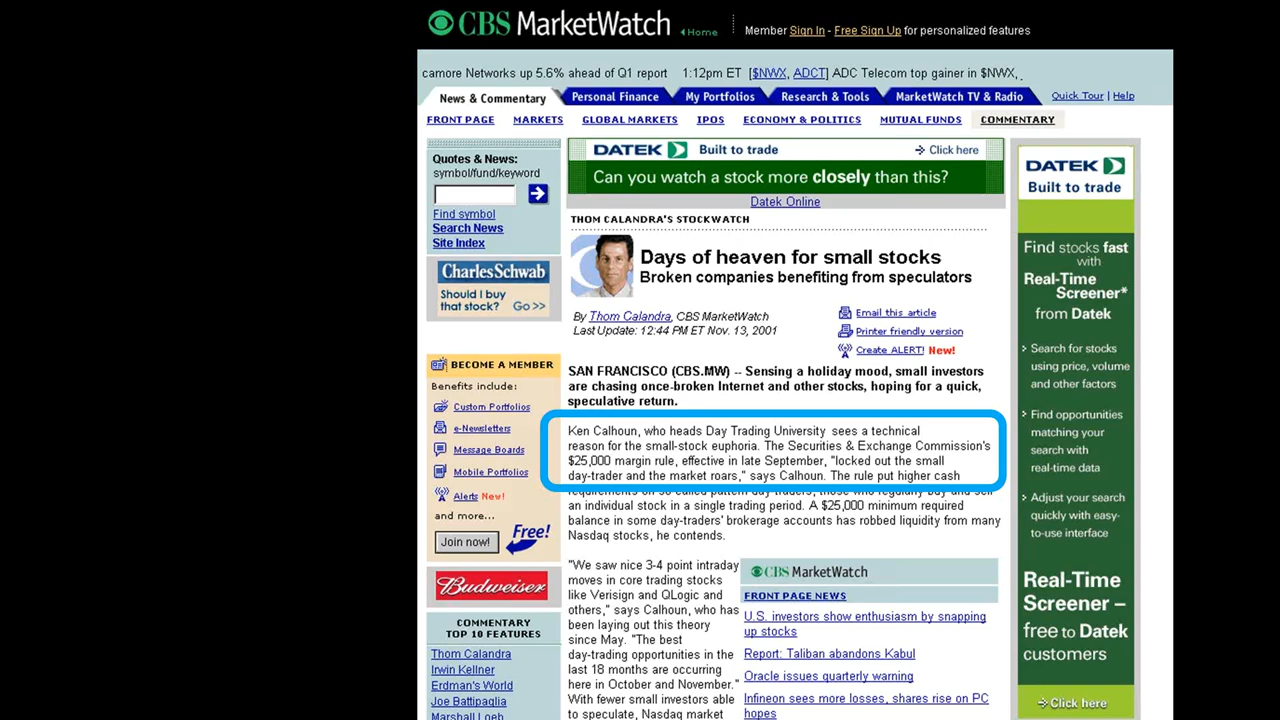 CBS MarketWatch
Home
Member Sign In - Free Sign Up for personalized features
camore Networks up 5.6% ahead of Q1 report 1:12pm ET [$NWX, ADCT] ADC Telecom top gainer in $NWX,
News & Commentary
Personal Finance
My Portfolios
Research & Tools
MarketWatch TV & Radio
Quick Tour | Help
FRONT PAGE
MARKETS
GLOBAL MARKETS
IPOS
ECONOMY & POLITICS
MUTUAL FUNDS
COMMENTARY
Quotes & News:
symbol/fund/keyword
Find symbol
Search News
Site Index
CharlesSchwab
Should I buy
that stock? Go >>
BECOME A MEMBER
Benefits include:
Custom Portfolios
e-Newsletters
Message Boards
Mobile Portfolios
Alerts New!
and more...
Free!
Join now!
Budweiser
COMMENTARY
TOP 10 FEATURES
Thom Calandra
Irwin Kellner
Erdman's World
Joe Battipaglia
Marshall Loeb
DATEK Built to trade
Click here
Can you watch a stock more closely than this?
Datek Online
THOM CALANDRA'S STOCKWATCH
Days of heaven for small stocks
Broken companies benefiting from speculators
By Thom Calandra, CBS MarketWatch
Last Update: 12:44 PM ET Nov. 13, 2001
Email this article
Printer friendly version
Create ALERT! New!
SAN FRANCISCO (CBS.MW) -- Sensing a holiday mood, small investors
are chasing once-broken Internet and other stocks, hoping for a quick,
speculative return.
Ken Calhoun, who heads Day Trading University sees a technical
reason for the small-stock euphoria. The Securities & Exchange Commission's
$25,000 margin rule, effective in late September, "locked out the small
day-trader and the market roars," says Calhoun. The rule put higher cash
requirements on so-called pattern day-traders, those who regularly buy and sell
an individual stock in a single trading period. A $25,000 minimum required
balance in some day-traders' brokerage accounts has robbed liquidity from many
Nasdaq stocks, he contends.
"We saw nice 3-4 point intraday
moves in core trading stocks
like Verisign and QLogic and
others," says Calhoun, who has
been laying out this theory
since May. "The best
day-trading opportunities in the
last 18 months are occurring
here in October and November."
With fewer small investors able
to speculate, Nasdaq market
CBS MarketWatch
FRONT PAGE NEWS
U.S. investors show enthusiasm by snapping
up stocks
Report: Taliban abandons Kabul
Oracle issues quarterly warning
Infineon sees more losses, shares rise on PC
hopes
DATEK
Built to trade
Find stocks fast
with
Real-Time
Screener*
from Datek
Search for stocks
using price, volume
and other factors
Find opportunities
matching your
search with
real-time data
Adjust your search
quickly with easy-
to-use interface
Real-Time
Screener –
free to Datek
customers
Click here